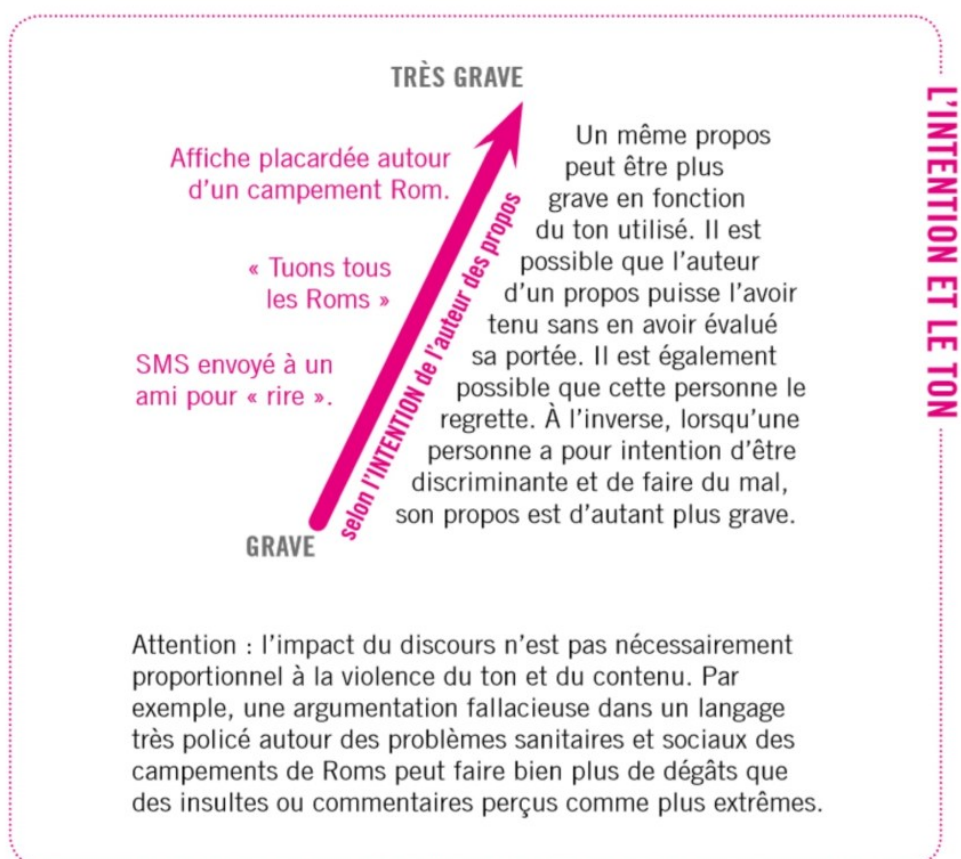 TRÈS GRAVE
Affiche placardée autour
d'un campement Rom.
« Tuons tous
les Roms »
SMS envoyé à un
ami pour « rire ».
GRAVE
selon l'INTENTION de l'auteur des propos
Un même propos
peut être plus
grave en fonction
du ton utilisé. Il est
possible que l'auteur
d'un propos puisse l'avoir
tenu sans en avoir évalué
sa portée. Il est également
possible que cette personne le
regrette. À l'inverse, lorsqu'une
personne a pour intention d'être
discriminante et de faire du mal,
son propos est d'autant plus grave.
L'INTENTION ET LE TON
Attention : l'impact du discours n'est pas nécessairement
proportionnel à la violence du ton et du contenu. Par
exemple, une argumentation fallacieuse dans un langage
très policé autour des problèmes sanitaires et sociaux des
campements de Roms peut faire bien plus de dégâts que
des insultes ou commentaires perçus comme plus extrêmes.